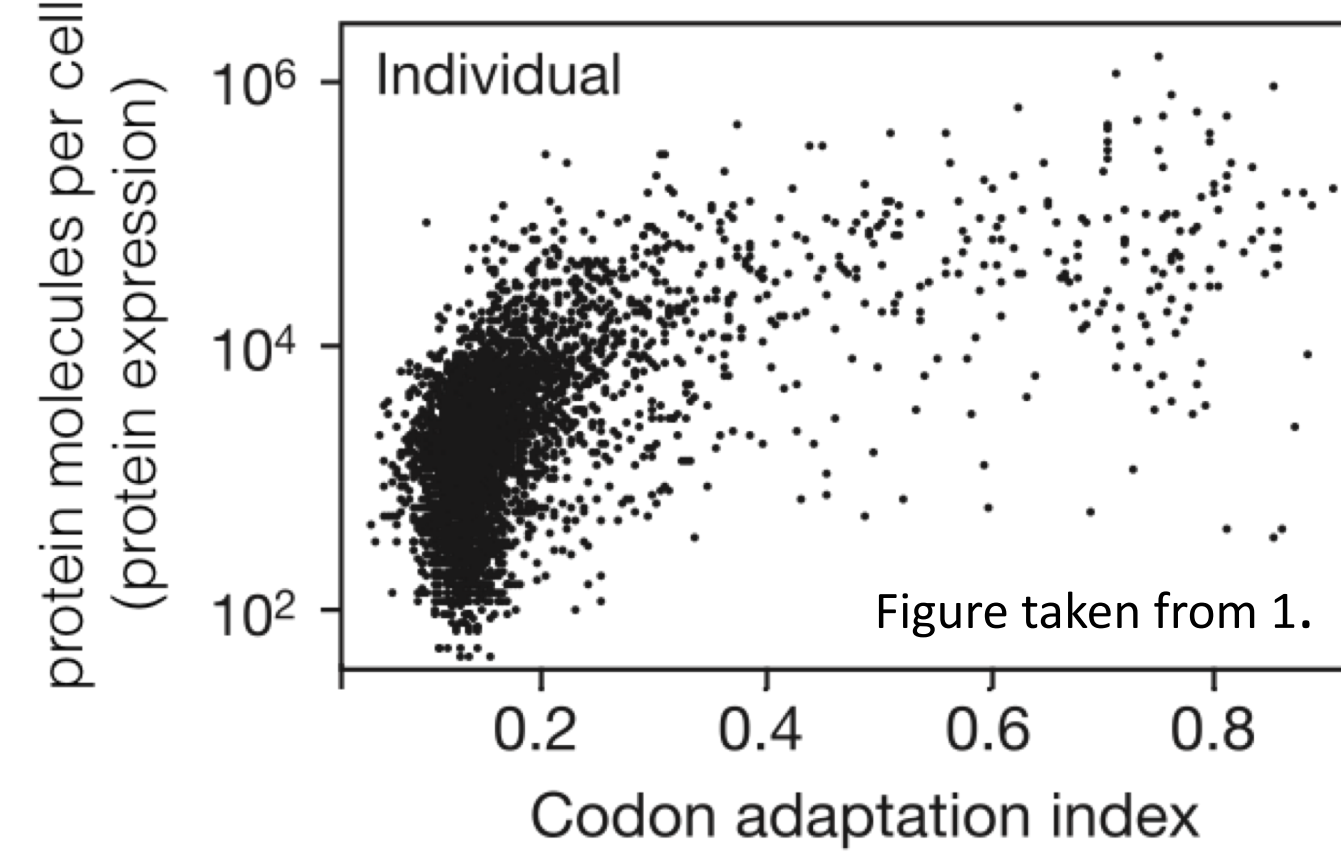 protein molecules per cell
(protein expression)
10⁶
10⁴
10²
Individual
Figure taken from 1.
0.2 0.4 0.6 0.8
Codon adaptation index